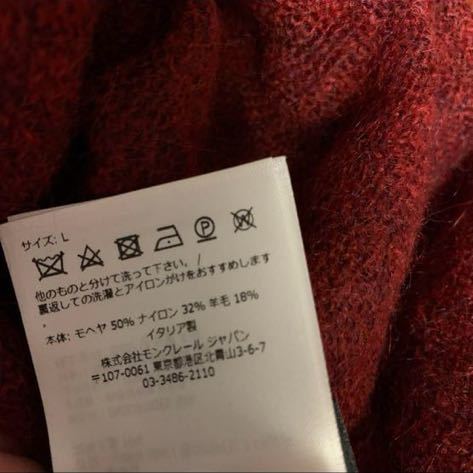 サイズ: L
他のものと分けて洗って下さい。/
裏返しての洗濯とアイロンがけをおすすめします
.
本体: モヘヤ 50% ナイロン 32% 羊毛 18%
イタリア製
株式会社モンクレール ジャパン
〒107-0061 東京都港区北青山3-6-7
03-3486-2110